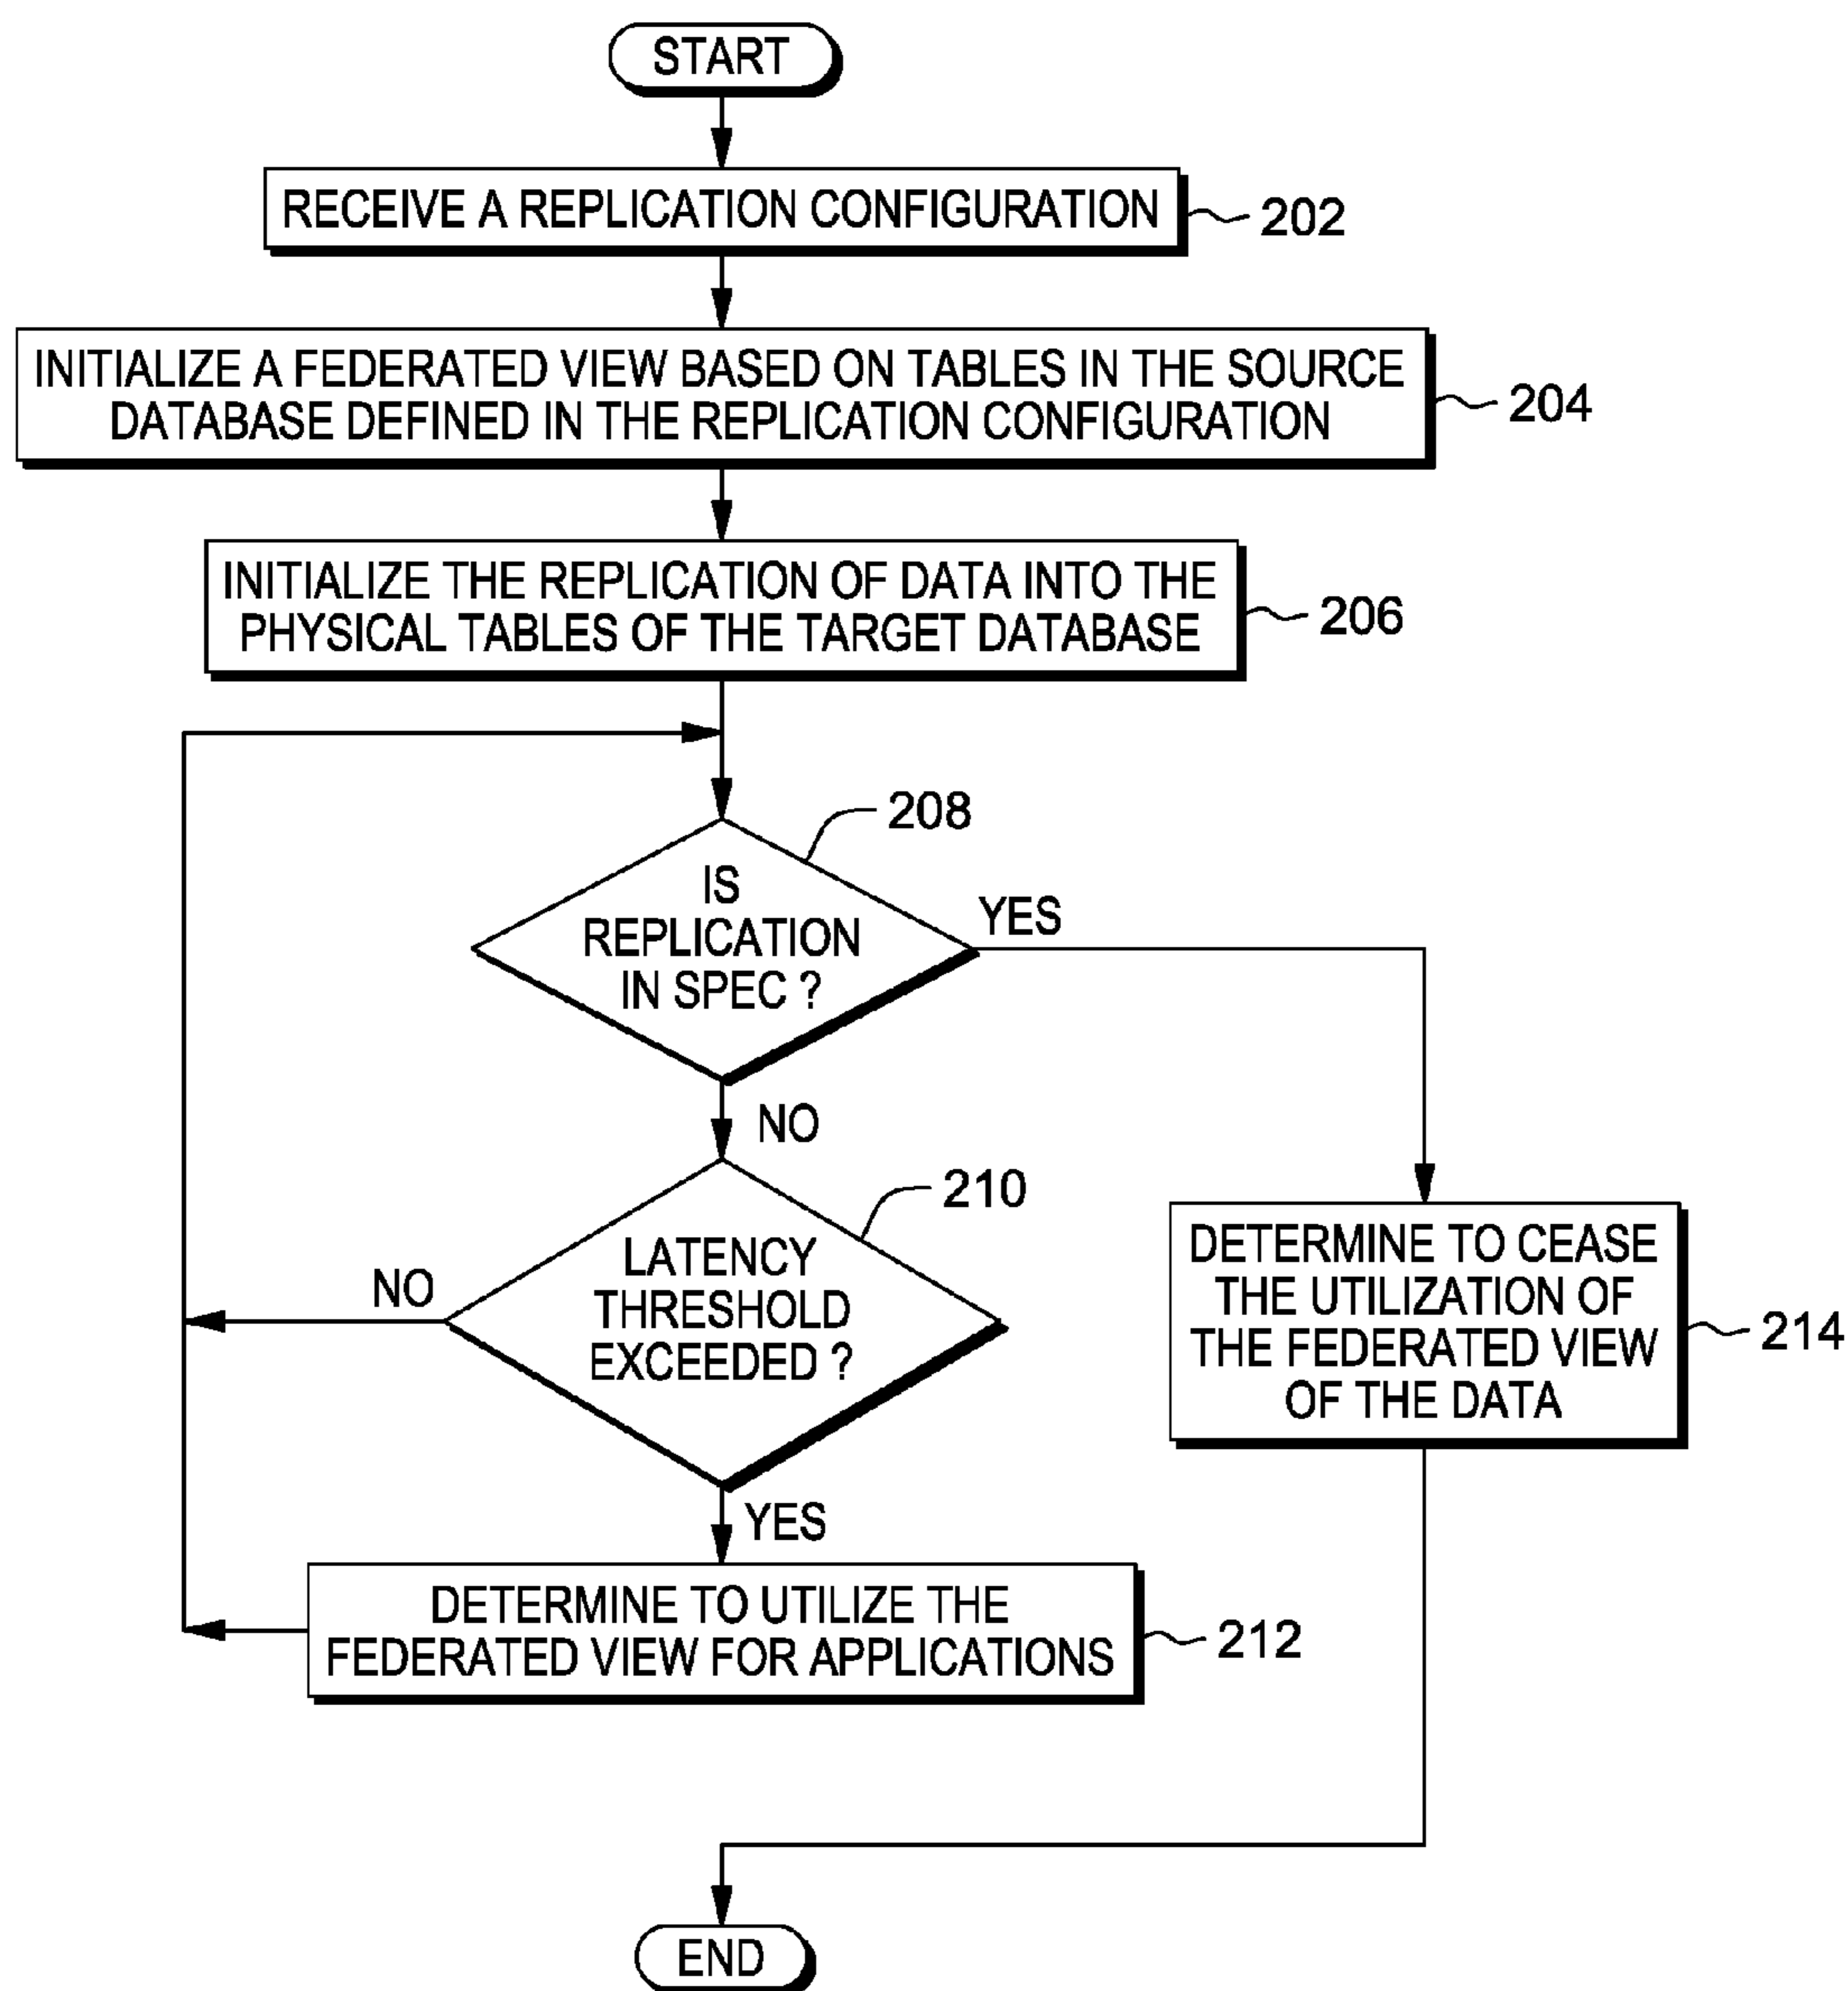 START
RECEIVE A REPLICATION CONFIGURATION
202
INITIALIZE A FEDERATED VIEW BASED ON TABLES IN THE SOURCE
DATABASE DEFINED IN THE REPLICATION CONFIGURATION
204
INITIALIZE THE REPLICATION OF DATA INTO THE
PHYSICAL TABLES OF THE TARGET DATABASE
206
208
IS
REPLICATION
IN SPEC ?
YES
NO
210
LATENCY
THRESHOLD
EXCEEDED ?
NO
YES
DETERMINE TO CEASE
THE UTILIZATION OF
THE FEDERATED VIEW
OF THE DATA
214
DETERMINE TO UTILIZE THE
FEDERATED VIEW FOR APPLICATIONS
212
END